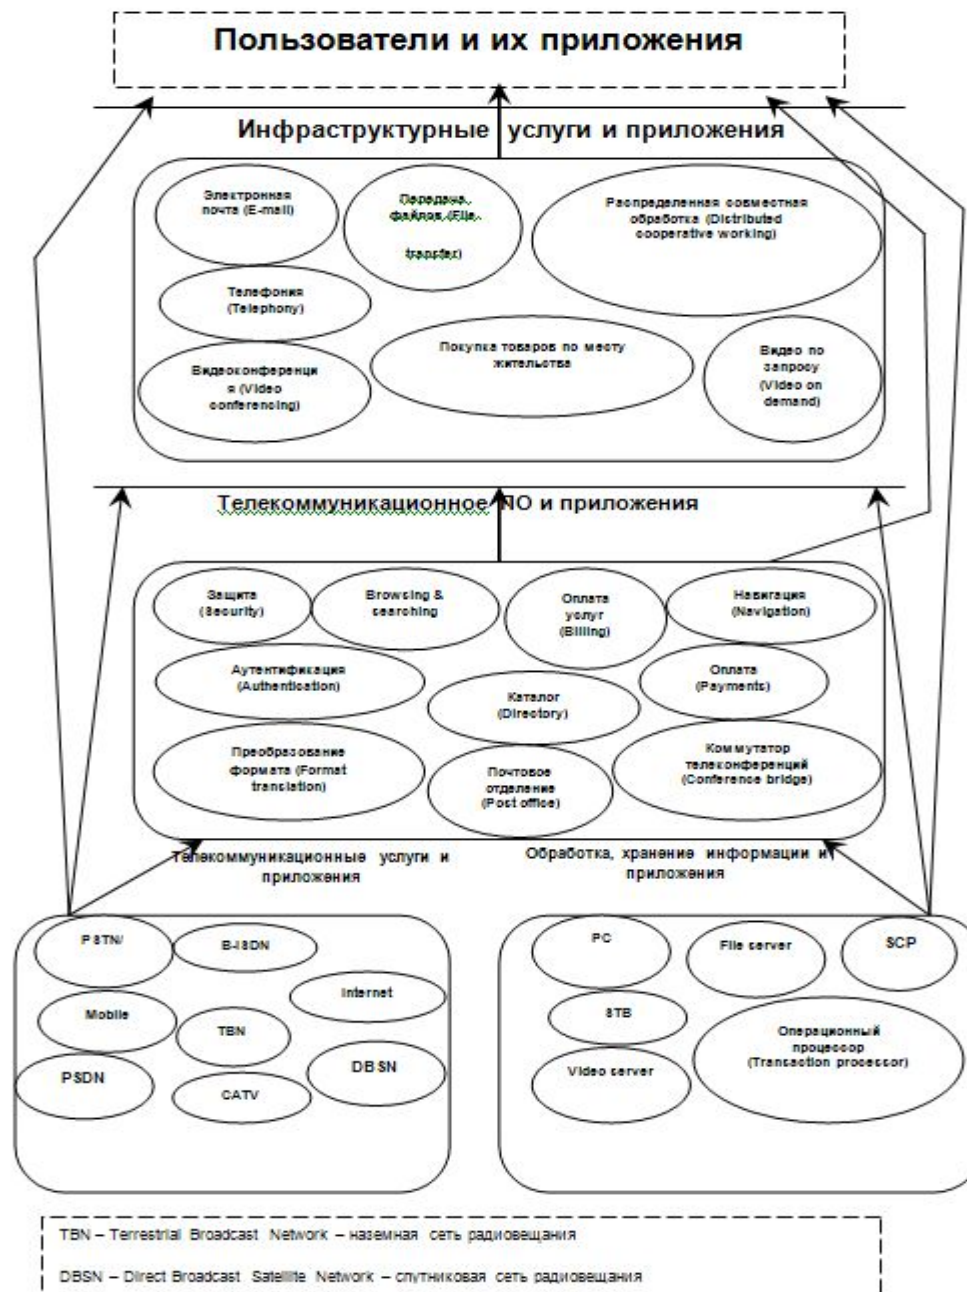 Пользователи и их приложения
Инфраструктурные услуги и приложения
Электронная
почта (E-mail)
Передача
файлов (File
transfer)
Распределенная совместная
обработка (Distributed
cooperative working)
Телефония
(Telephony)
Видеоконференци
я (Video
conferencing)
Покупка товаров по месту
жительства
Видео по
запросу
(Video on
demand)
Телекоммуникационное ПО и приложения
Защита
(Security)
Browsing &
searching
Оплата
услуг
(Billing)
Навигация
(Navigation)
Аутентификация
(Authentication)
Каталог
(Directory)
Оплата
(Payments)
Преобразование
формата (Format
translation)
Почтовое
отделение
(Post office)
Коммутатор
телеконференций
(Conference bridge)
Телекоммуникационные услуги и
приложения
Обработка, хранение информации и
приложения
PSTN/
B-ISDN
Internet
Mobile
TBN
PSDN
CATV
DBSN
PC
File server
SCP
STB
Операционный
процессор
(Transaction processor)
Video server
TBN – Terrestrial Broadcast Network – наземная сеть радиовещания
DBSN – Direct Broadcast Satellite Network – спутниковая сеть радиовещания